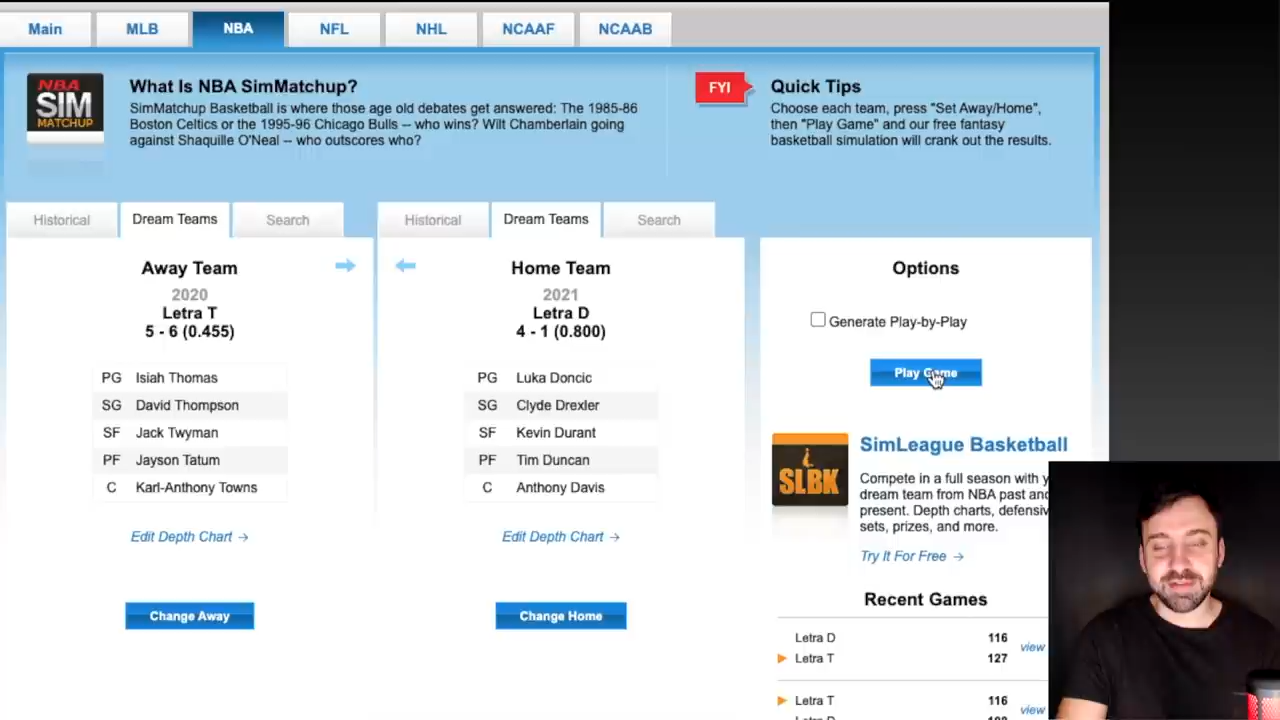 Main
MLB
NBA
NFL
NHL
NCAAF
NCAAB
NBA
SIM
MATCHUP
What Is NBA SimMatchup?
SimMatchup Basketball is where those age old debates get answered: The 1985-86
Boston Celtics or the 1995-96 Chicago Bulls -- who wins? Wilt Chamberlain going
against Shaquille O'Neal -- who outscores who?
FYI
Quick Tips
Choose each team, press "Set Away/Home",
then "Play Game" and our free fantasy
basketball simulation will crank out the results.
Historical
Dream Teams
Search
Away Team
2020
Letra T
5 - 6 (0.455)
PG Isiah Thomas
SG David Thompson
SF Jack Twyman
PF Jayson Tatum
C Karl-Anthony Towns
Edit Depth Chart →
Change Away
Historical
Dream Teams
Search
Home Team
2021
Letra D
4 - 1 (0.800)
PG Luka Doncic
SG Clyde Drexler
SF Kevin Durant
PF Tim Duncan
C Anthony Davis
Edit Depth Chart →
Change Home
Options
Generate Play-by-Play
Play Game
SLBK
SimLeague Basketball
Compete in a full season with y
dream team from NBA past and
present. Depth charts, defensiv
sets, prizes, and more.
Try It For Free →
Recent Games
Letra D 116
view
Letra T 127
Letra T 116
view
Letra D